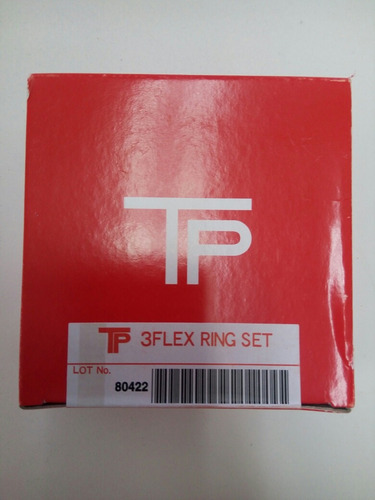 TP
TP 3FLEX RING SET
LOT No.
80422